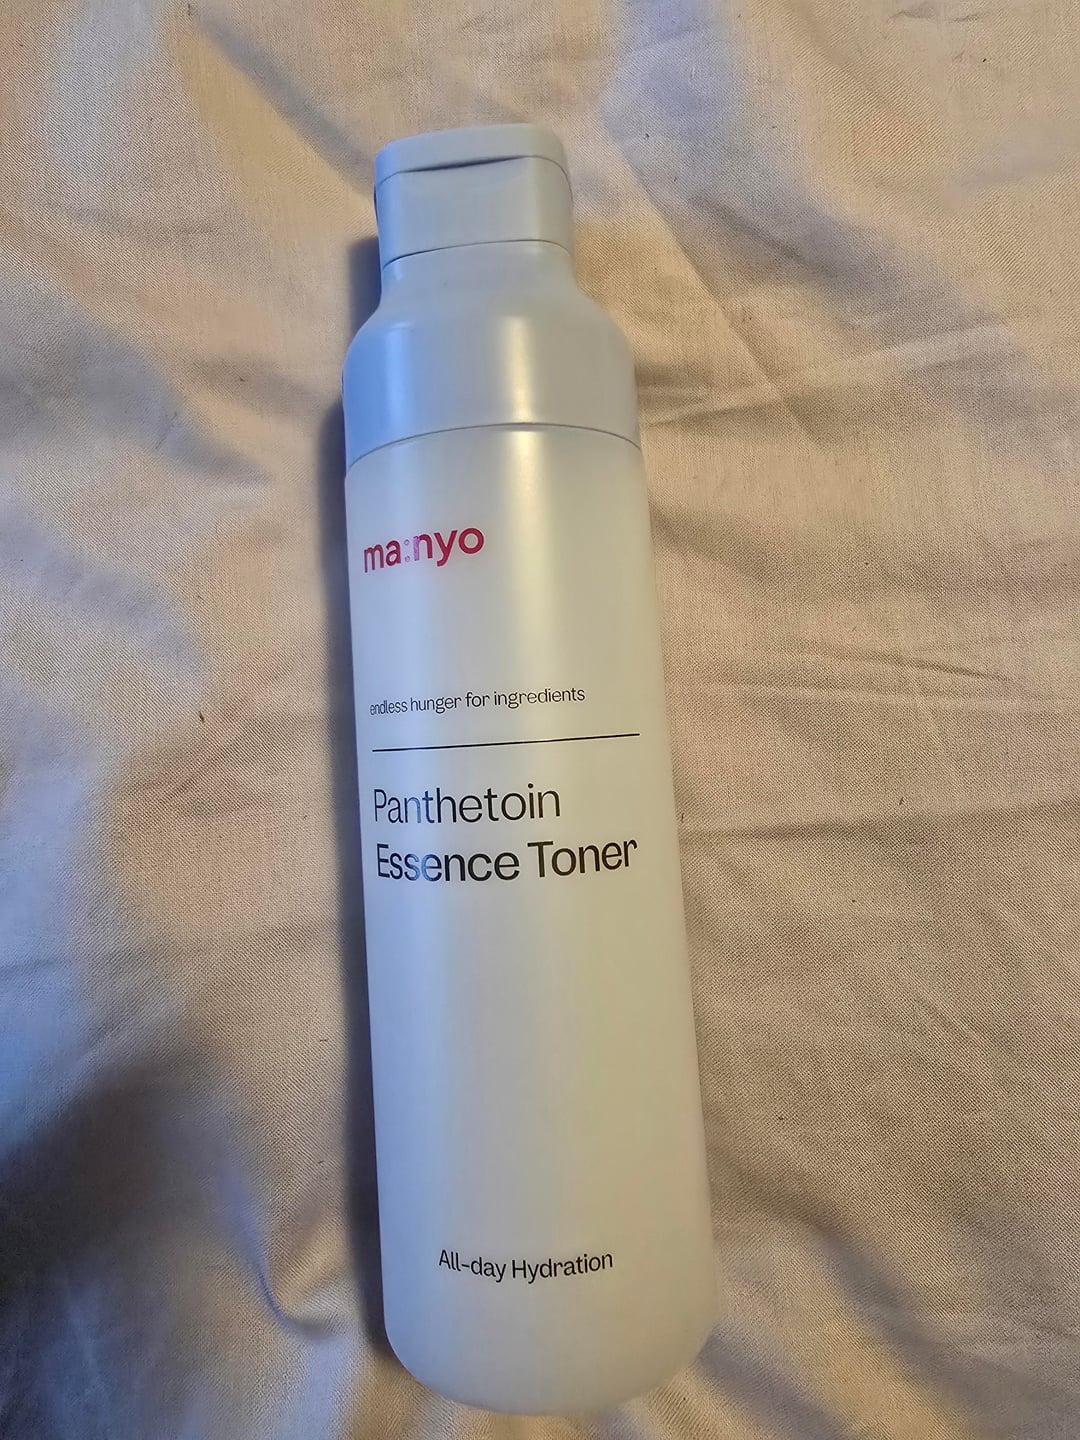 ma:nyo
endless hunger for ingredients
Panthetoin
Essence Toner
All-day Hydration